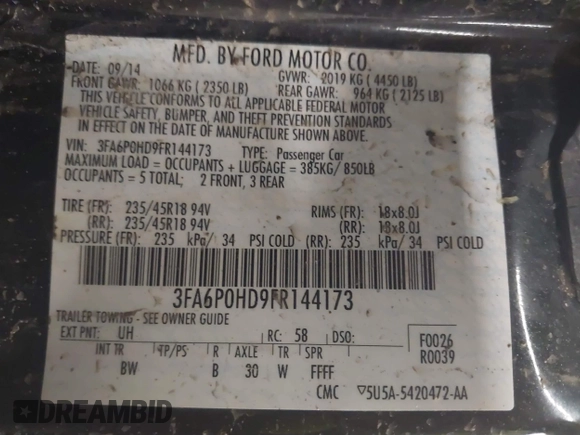 MFD. BY FORD MOTOR CO.
DATE: 09/14 GVWR: 2019 KG ( 4450 LB)
FRONT GAWR: 1066 KG ( 2350 LB) REAR GAWR: 964 KG ( 2125 LB)
THIS VEHICLE CONFORMS TO ALL APPLICABLE FEDERAL MOTOR
VEHICLE SAFETY, BUMPER, AND THEFT PREVENTION STANDARDS
IN EFFECT ON THE DATE OF MANUFACTURE SHOWN ABOVE.
VIN: 3FA6P0HD9FR144173 TYPE: Passenger Car
MAXIMUM LOAD = OCCUPANTS + LUGGAGE = 385KG/ 850LB
OCCUPANTS = 5 TOTAL; 2 FRONT, 3 REAR
TIRE (FR): 235/45R18 94V RIMS (FR): 18x8.0J
(RR): 235/45R18 94V (RR): 18x8.0J
PRESSURE (FR): 235 kPa/ 34 PSI COLD (RR): 235 kPa/ 34 PSI COLD
3FA6P0HD9FR144173
TRAILER TOWING - SEE OWNER GUIDE
EXT PNT: UH RC: 58 DSO: F0026
R0039
INT TR TP/PS R AXLE TR SPR
BW B 30 W FFFF
CMC ▽5U5A-5420472-AA
DREAMBID